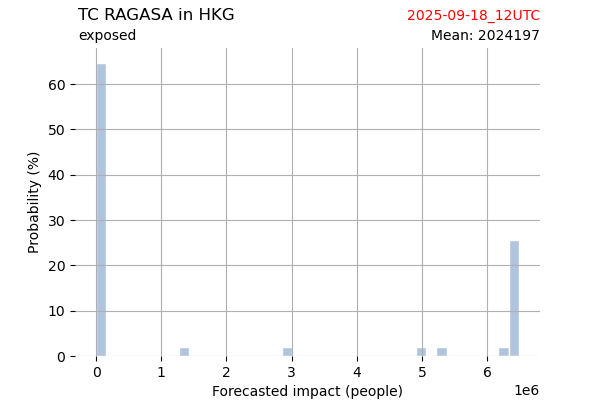 TC RAGASA in HKG
2025-09-18_12UTC
exposed
Mean: 2024197
Probability (%)
60
50
40
30
20
10
0
0 1 2 3 4 5 6
1e6
Forecasted impact (people)